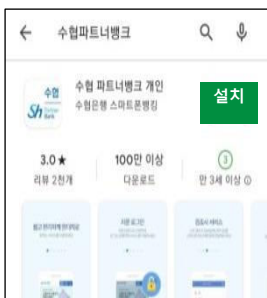 수협파트너뱅크
수협
Sh
Bank
수협 파트너뱅크 개인
수협은행 스마트폰뱅킹
설치
3.0★
리뷰 2천개
100만 이상
다운로드
3
만 3세 이상